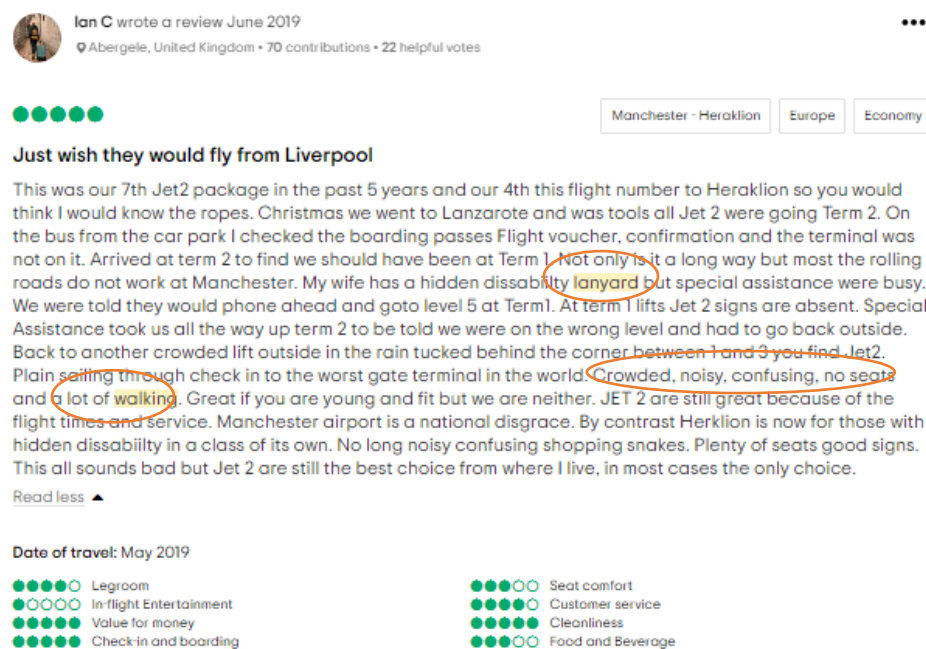 Ian C wrote a review June 2019
Abergele, United Kingdom • 70 contributions • 22 helpful votes
Manchester - Heraklion
Europe
Economy
Just wish they would fly from Liverpool
This was our 7th Jet2 package in the past 5 years and our 4th this flight number to Heraklion so you would
think I would know the ropes. Christmas we went to Lanzarote and was tools all Jet 2 were going Term 2. On
the bus from the car park I checked the boarding passes Flight voucher, confirmation and the terminal was
not on it. Arrived at term 2 to find we should have been at Term 1. Not only is it a long way but most the rolling
roads do not work at Manchester. My wife has a hidden dissabiilty lanyard but special assistance were busy.
We were told they would phone ahead and goto level 5 at Term1. At term 1 lifts Jet 2 signs are absent. Special
Assistance took us all the way up term 2 to be told we were on the wrong level and had to go back outside.
Back to another crowded lift outside in the rain tucked behind the corner between 1 and 3 you find Jet2.
Plain sailing through check in to the worst gate terminal in the world. Crowded, noisy, confusing, no seats
and a lot of walking. Great if you are young and fit but we are neither. JET 2 are still great because of the
flight times and service. Manchester airport is a national disgrace. By contrast Herklion is now for those with
hidden dissabiilty in a class of its own. No long noisy confusing shopping snakes. Plenty of seats good signs.
This all sounds bad but Jet 2 are still the best choice from where I live, in most cases the only choice.
Read less
Date of travel: May 2019
Legroom
Seat comfort
In-flight Entertainment
Customer service
Value for money
Cleanliness
Check-in and boarding
Food and Beverage